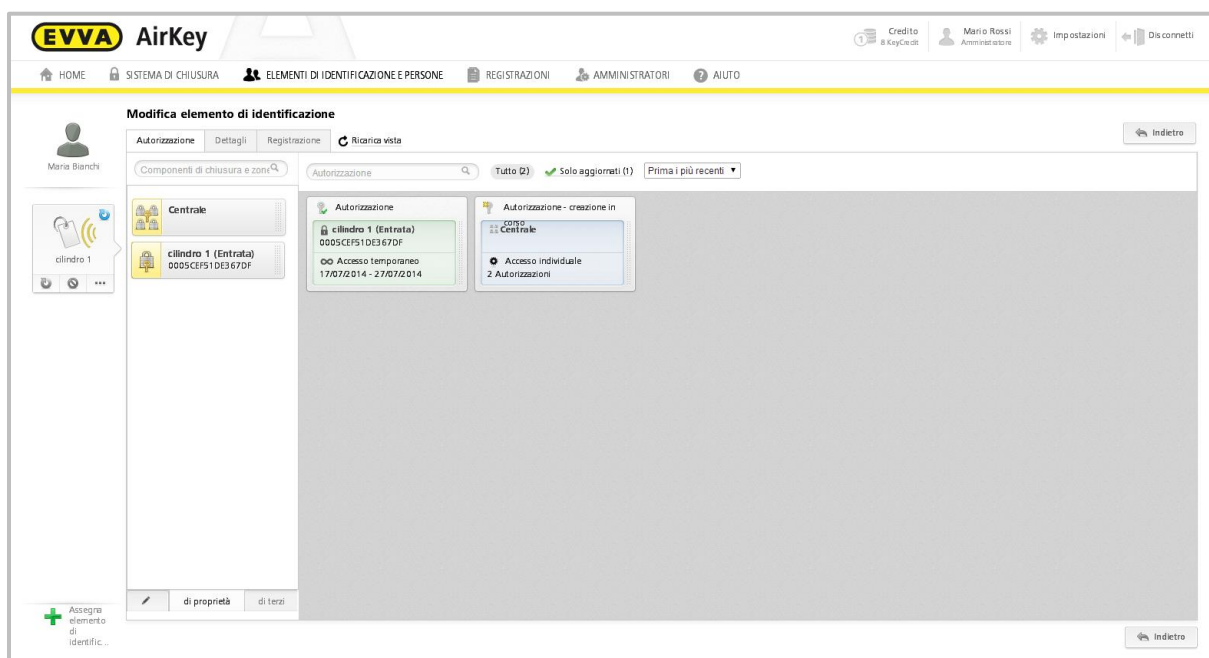 EVVA AirKey
Credito
8 KeyCredit
Mario Rossi
Amministratore
Impostazioni
Disconnetti
HOME
SISTEMA DI CHIUSURA
ELEMENTI DI IDENTIFICAZIONE E PERSONE
REGISTRAZIONI
AMMINISTRATORI
AIUTO
Modifica elemento di identificazione
Indietro
Autorizzazione
Dettagli
Registrazione
Ricarica vista
Maria Bianchi
Componenti di chiusura e zone
Autorizzazione
Tutto (2)
Solo aggiornati (1)
Prima i più recenti
Centrale
cilindro 1 (Entrata)
0005CEF51DE367DF
Autorizzazione
cilindro 1 (Entrata)
0005CEF51DE367DF
Accesso temporaneo
17/07/2014 - 27/07/2014
Autorizzazione - creazione in
corso
Centrale
Accesso individuale
2 Autorizzazioni
cilindro 1
di proprietà
di terzi
Assegna
elemento
di
identific...
Indietro